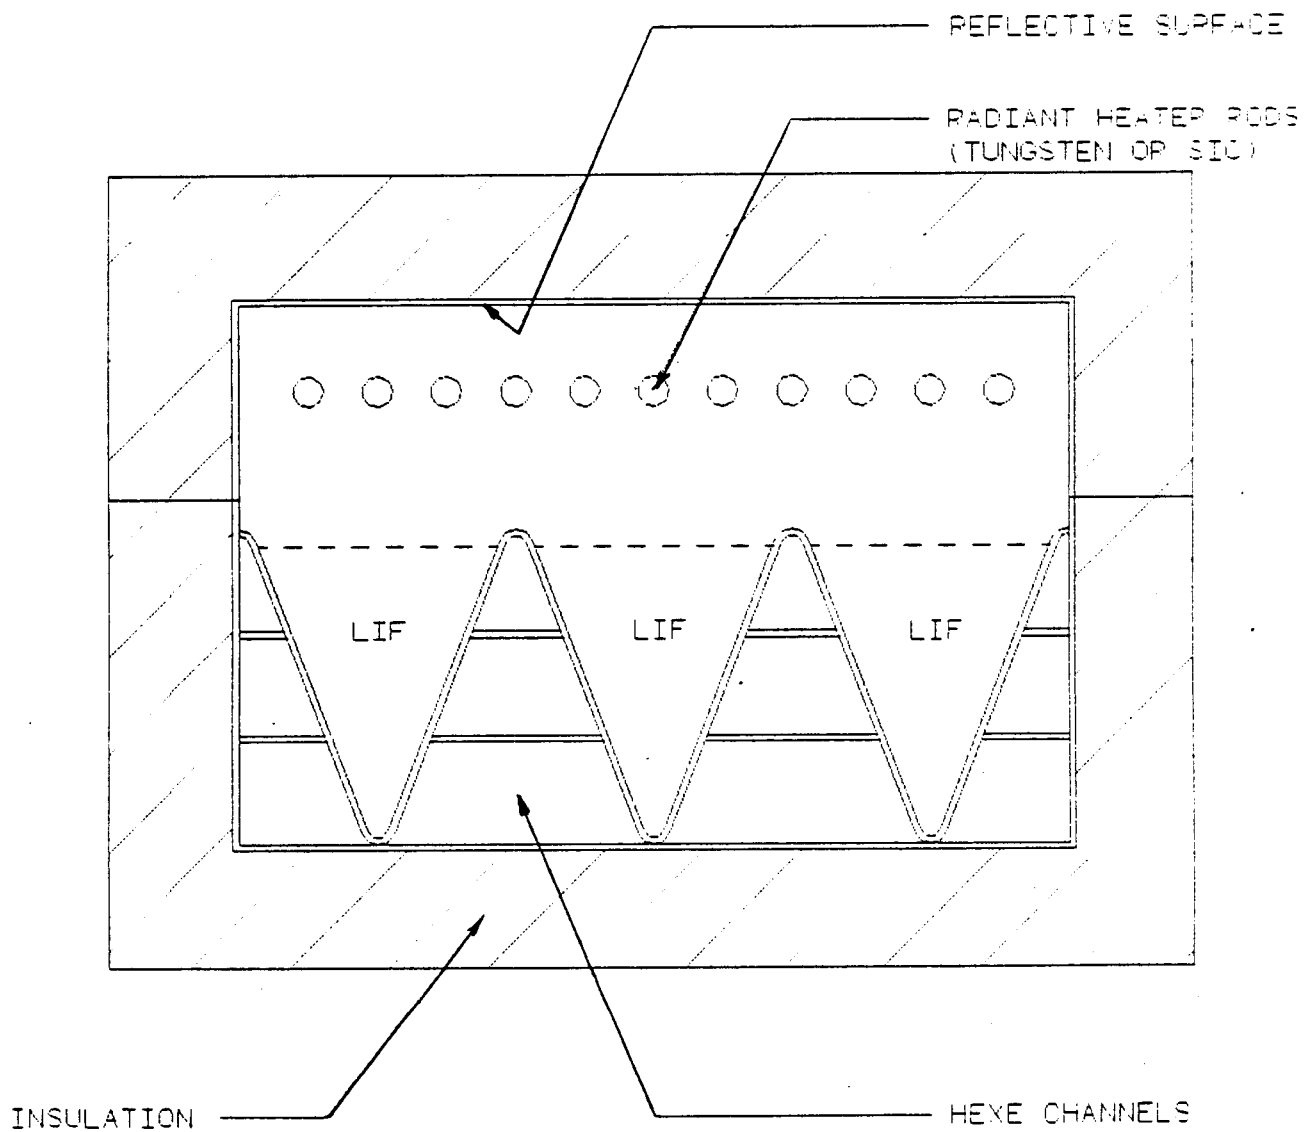 REFLECTIVE SURFACE
RADIANT HEATER RODS
(TUNGSTEN OR SIC)
LIF LIF LIF
INSULATION
HEXE CHANNELS